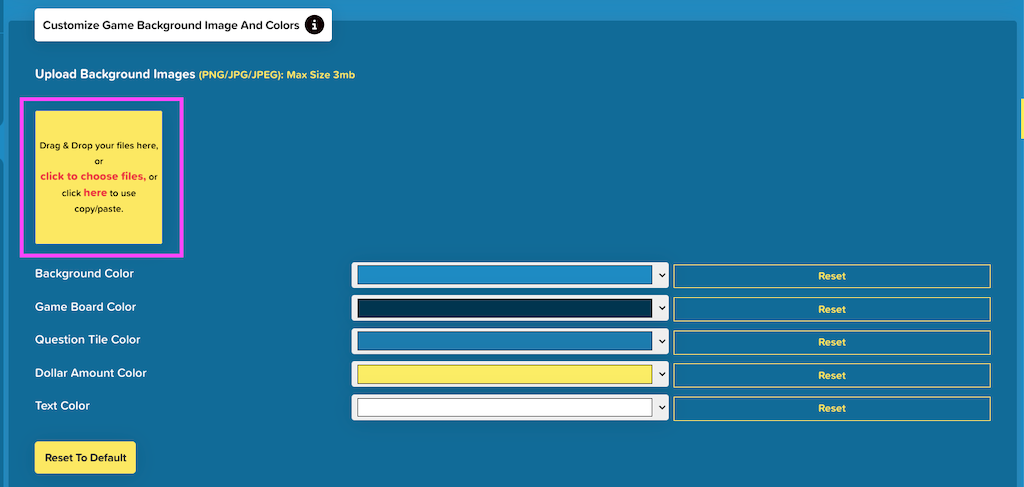 Customize Game Background Image And Colors i
Upload Background Images (PNG/JPG/JPEG): Max Size 3mb
Drag & Drop your files here,
or
click to choose files, or
click here to use
copy/paste.
Background Color Reset
Game Board Color Reset
Question Tile Color Reset
Dollar Amount Color Reset
Text Color Reset
Reset To Default